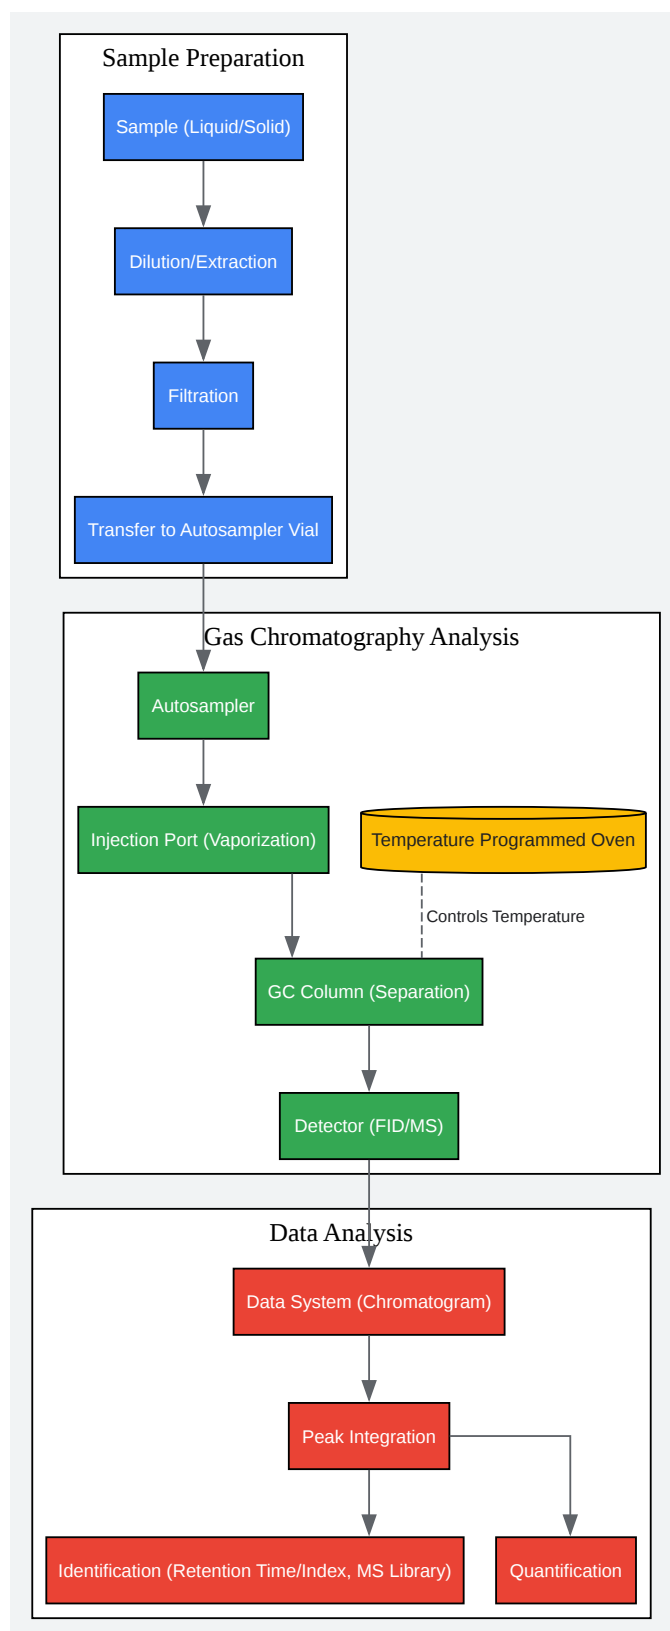 Sample Preparation
Sample (Liquid/Solid)
Dilution/Extraction
Filtration
Transfer to Autosampler Vial
Gas Chromatography Analysis
Autosampler
Injection Port (Vaporization)
Temperature Programmed Oven
Controls Temperature
GC Column (Separation)
Detector (FID/MS)
Data Analysis
Data System (Chromatogram)
Peak Integration
Identification (Retention Time/Index, MS Library)
Quantification